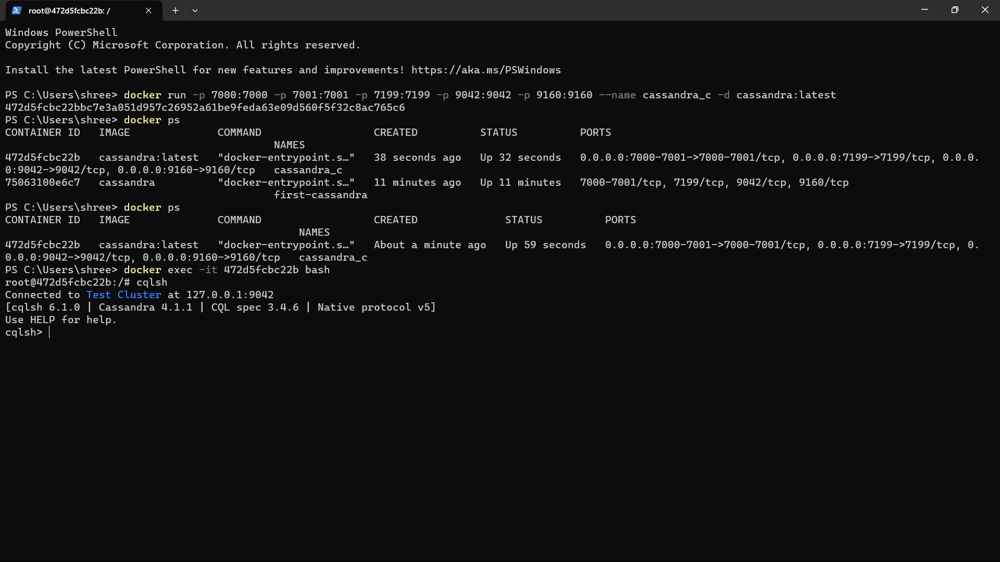 root@472d5fcbc22b: /
Windows PowerShell
Copyright (C) Microsoft Corporation. All rights reserved.
Install the latest PowerShell for new features and improvements! https://aka.ms/PSWindows
PS C:\Users\shree> docker run -p 7000:7000 -p 7001:7001 -p 7199:7199 -p 9042:9042 -p 9160:9160 --name cassandra_c -d cassandra:latest
472d5fcbc22bbc7e3a051d957c26952a61be9feda63e09d560f5f32c8ac765c6
PS C:\Users\shree> docker ps
CONTAINER ID   IMAGE              COMMAND                  CREATED          STATUS          PORTS
                                           NAMES
472d5fcbc22b   cassandra:latest   "docker-entrypoint.s…"   38 seconds ago   Up 32 seconds   0.0.0.0:7000-7001->7000-7001/tcp, 0.0.0.0:7199->7199/tcp, 0.0.0.
0:9042->9042/tcp, 0.0.0.0:9160->9160/tcp   cassandra_c
75063100e6c7   cassandra          "docker-entrypoint.s…"   11 minutes ago   Up 11 minutes   7000-7001/tcp, 7199/tcp, 9042/tcp, 9160/tcp
                                           first-cassandra
PS C:\Users\shree> docker ps
CONTAINER ID   IMAGE              COMMAND                  CREATED              STATUS          PORTS
                                               NAMES
472d5fcbc22b   cassandra:latest   "docker-entrypoint.s…"   About a minute ago   Up 59 seconds   0.0.0.0:7000-7001->7000-7001/tcp, 0.0.0.0:7199->7199/tcp, 0.
0.0.0:9042->9042/tcp, 0.0.0.0:9160->9160/tcp   cassandra_c
PS C:\Users\shree> docker exec -it 472d5fcbc22b bash
root@472d5fcbc22b:/# cqlsh
Connected to Test Cluster at 127.0.0.1:9042
[cqlsh 6.1.0 | Cassandra 4.1.1 | CQL spec 3.4.6 | Native protocol v5]
Use HELP for help.
cqlsh>